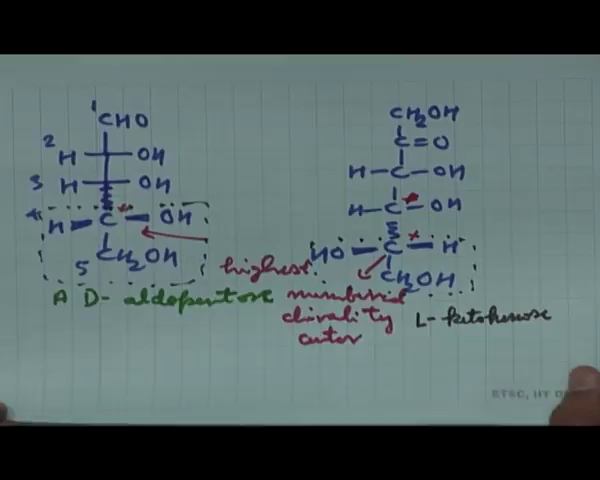 1 CHO
2 H OH
3 H OH
4 H C * OH
5 CH2OH
A D- aldopentose
CH2OH
C=O
H-C-OH
H-C-OH
HO C * H
CH2OH
L- ketohexose
highest
numbered
chirality
center